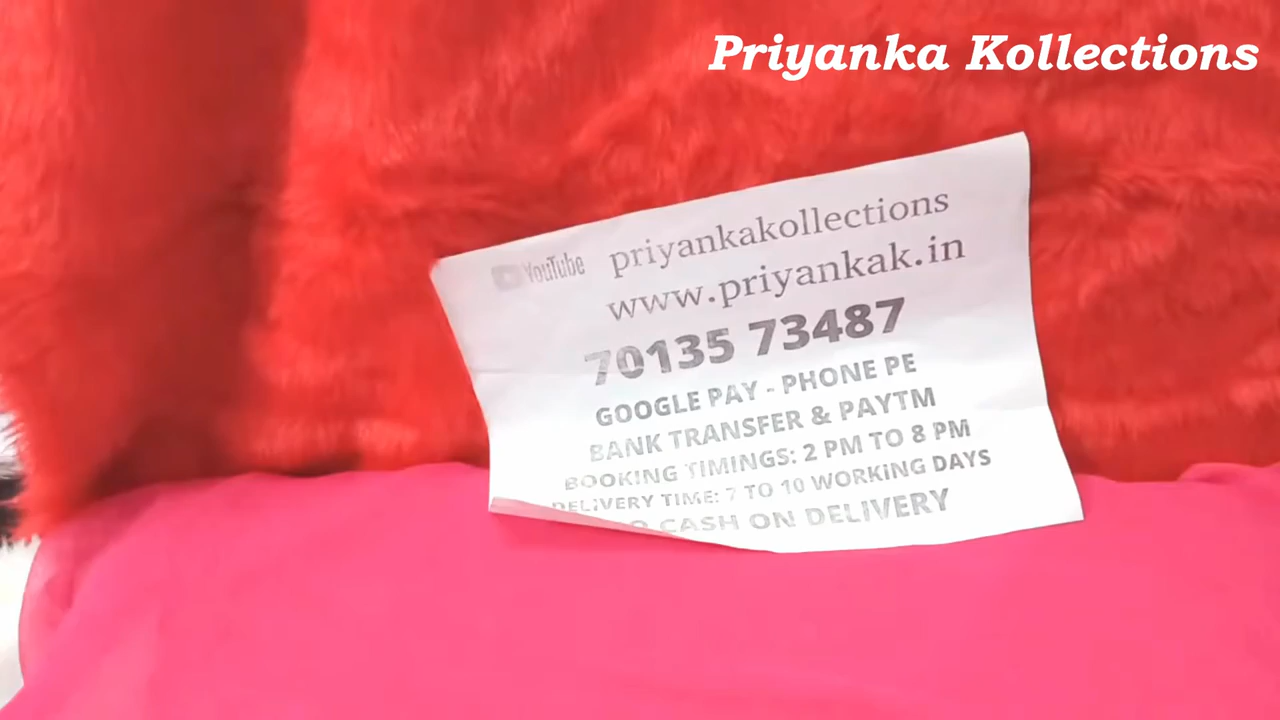 Priyanka Kollections
YouTube priyankakollections
www.priyankak.in
70135 73487
GOOGLE PAY - PHONE PE
BANK TRANSFER & PAYTM
BOOKING TIMINGS: 2 PM TO 8 PM
DELIVERY TIME: 7 TO 10 WORKING DAYS
CASH ON DELIVERY